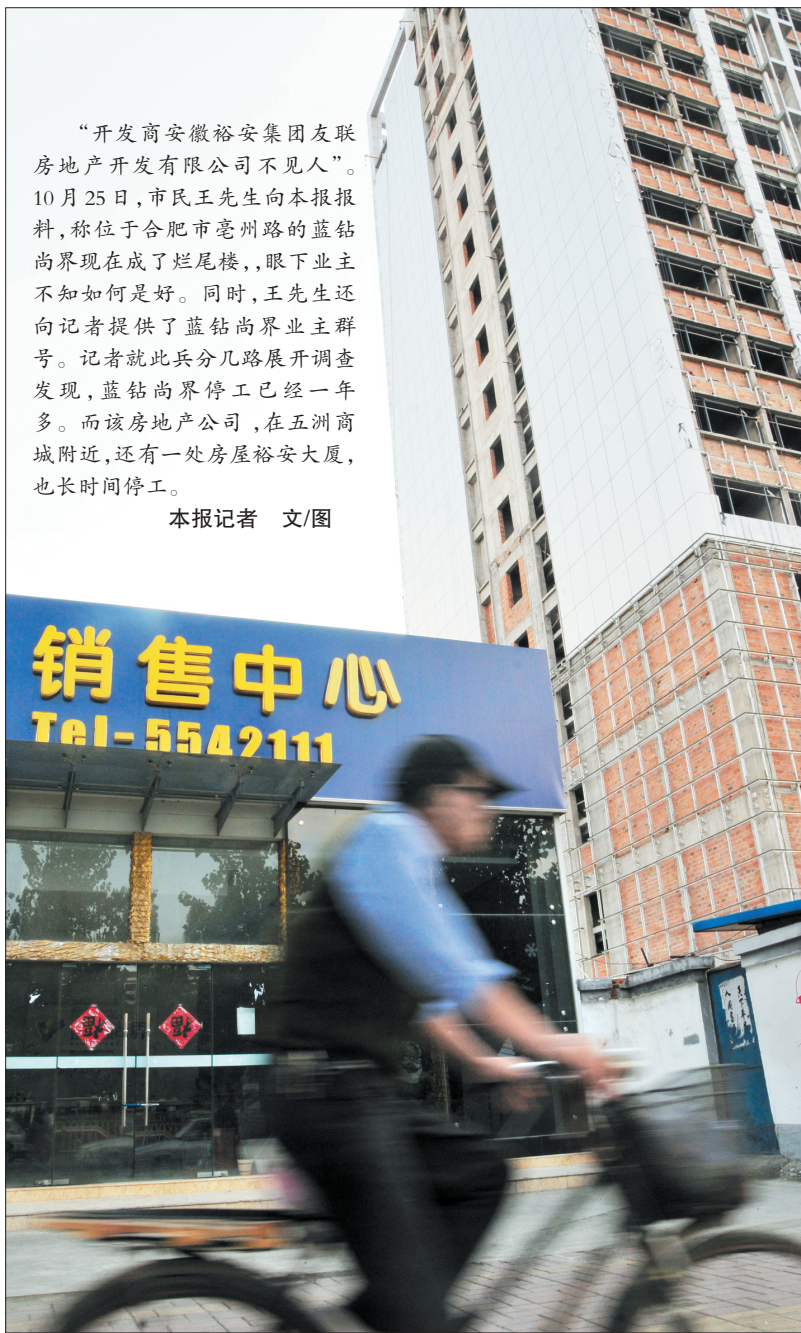 “开发商安徽裕安集团友联
房地产开发有限公司不见人”。
10月25日,市民王先生向本报报
料,称位于合肥市亳州路的蓝钻
尚界现在成了烂尾楼,,眼下业主
不知如何是好。同时,王先生还
向记者提供了蓝钻尚界业主群
号。记者就此兵分几路展开调查
发现,蓝钻尚界停工已经一年
多。而该房地产公司 ,在五洲商
城附近,还有一处房屋裕安大厦,
也长时间停工。
本报记者 文/图
销售中心
Tel-5542111
福 福